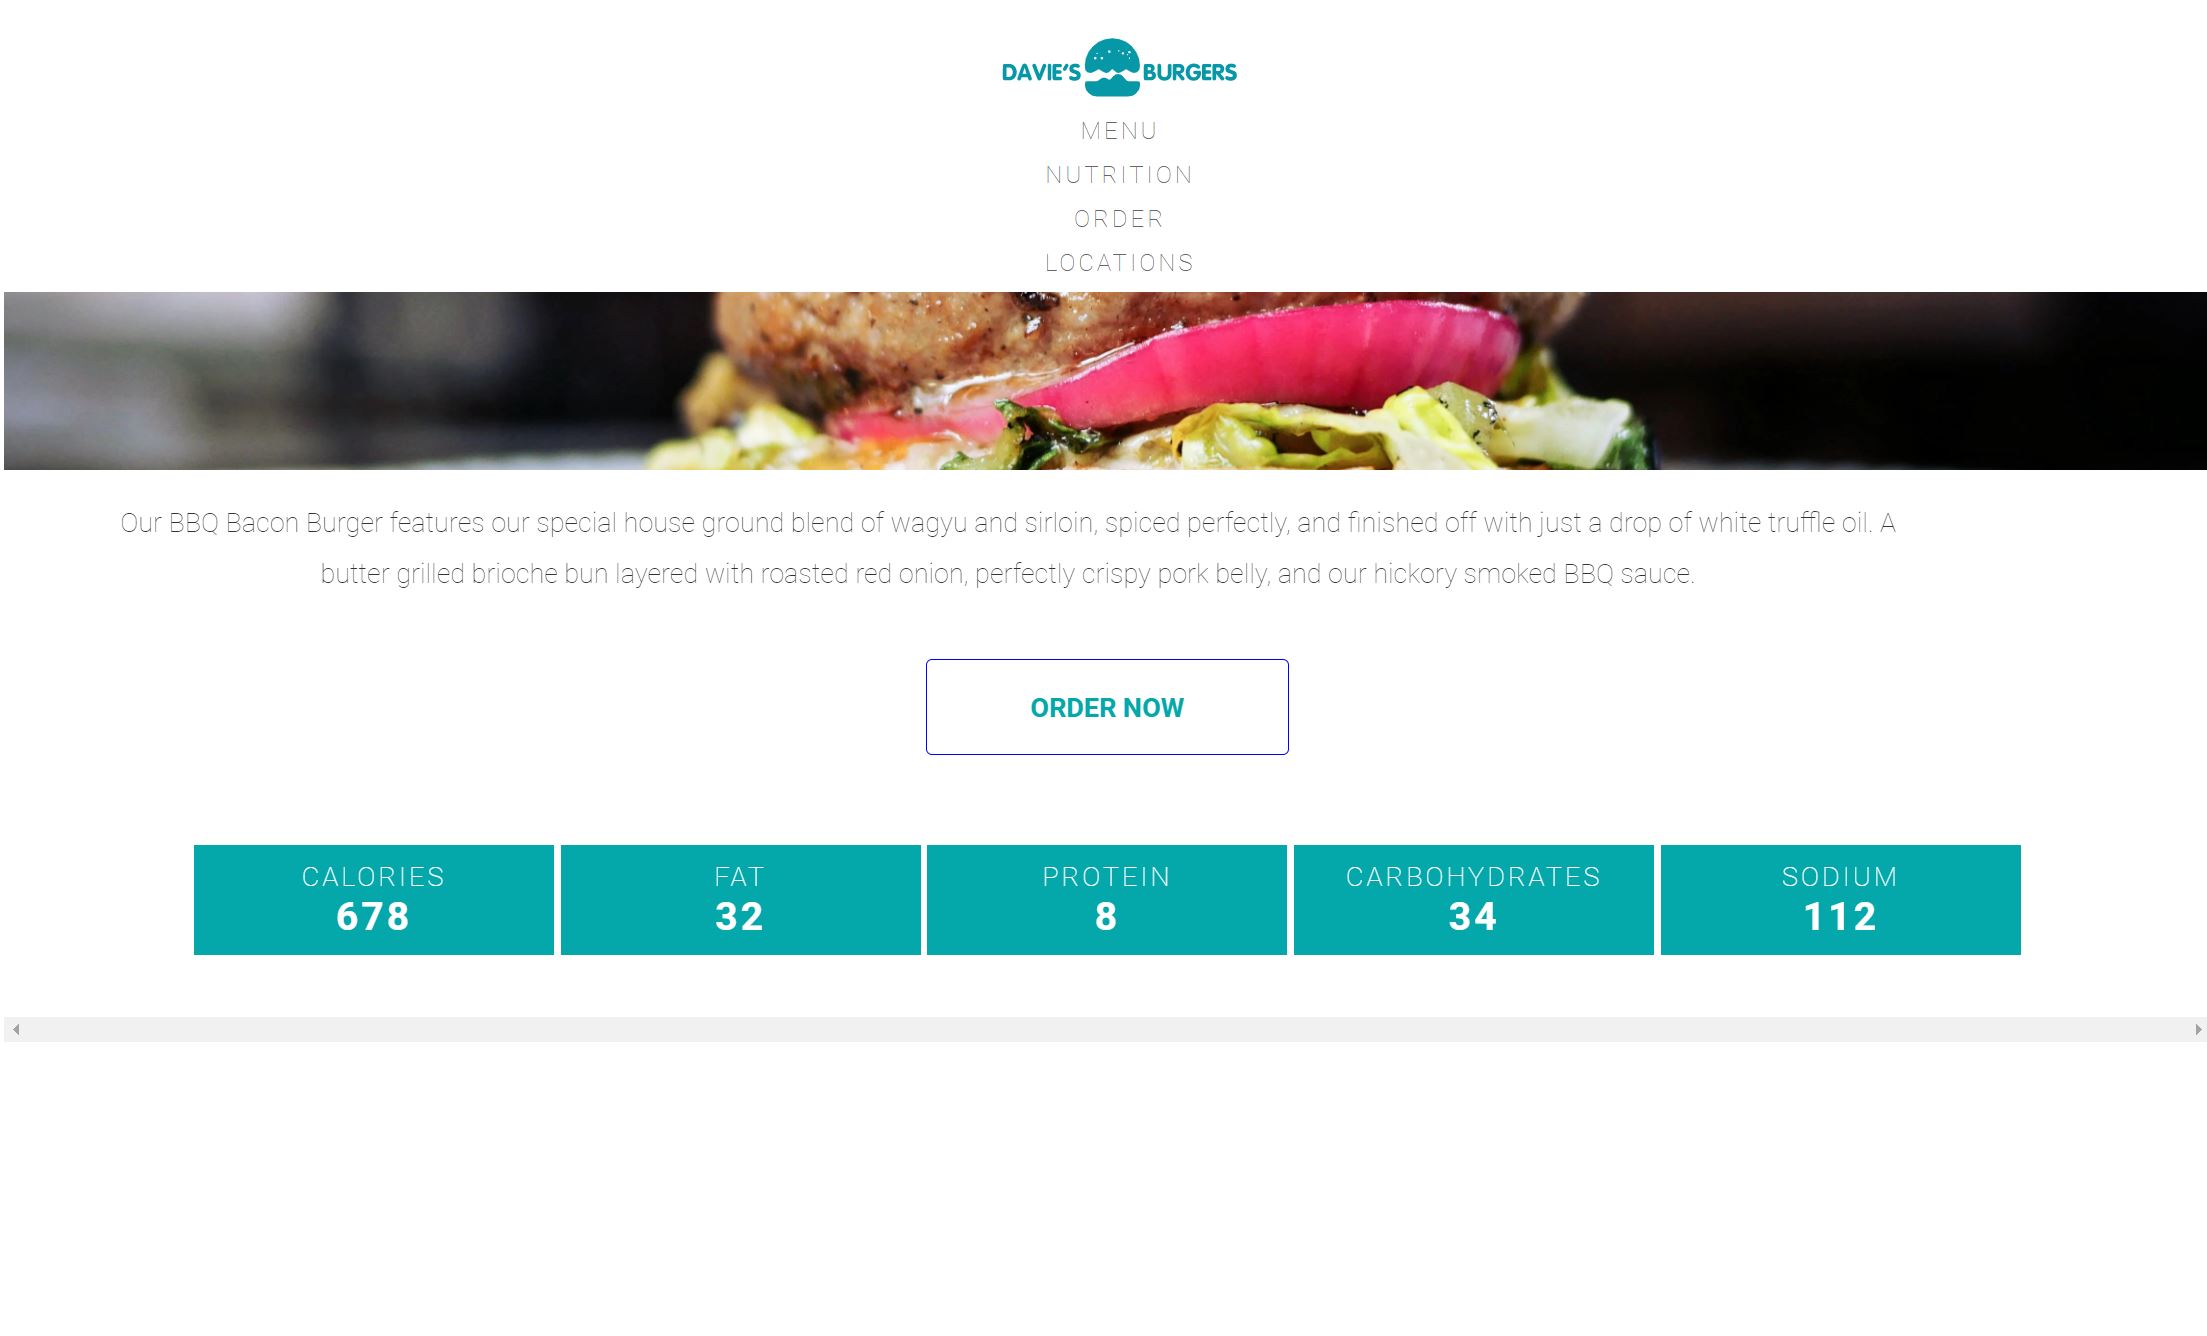 DAVIE'S BURGERS
MENU
NUTRITION
ORDER
LOCATIONS
Our BBQ Bacon Burger features our special house ground blend of wagyu and sirloin, spiced perfectly, and finished off with just a drop of white truffle oil. A
butter grilled brioche bun layered with roasted red onion, perfectly crispy pork belly, and our hickory smoked BBQ sauce.
ORDER NOW
CALORIES FAT PROTEIN CARBOHYDRATES SODIUM
678 32 8 34 112